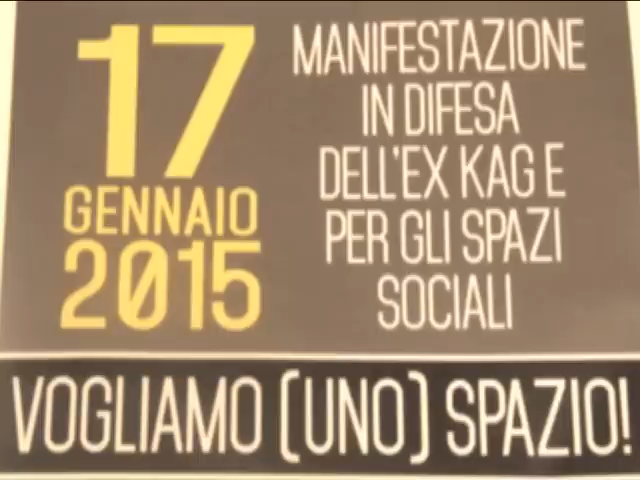 17
GENNAIO
2015
MANIFESTAZIONE
IN DIFESA
DELL'EX KAG E
PER GLI SPAZI
SOCIALI
VOGLIAMO (UNO) SPAZIO!